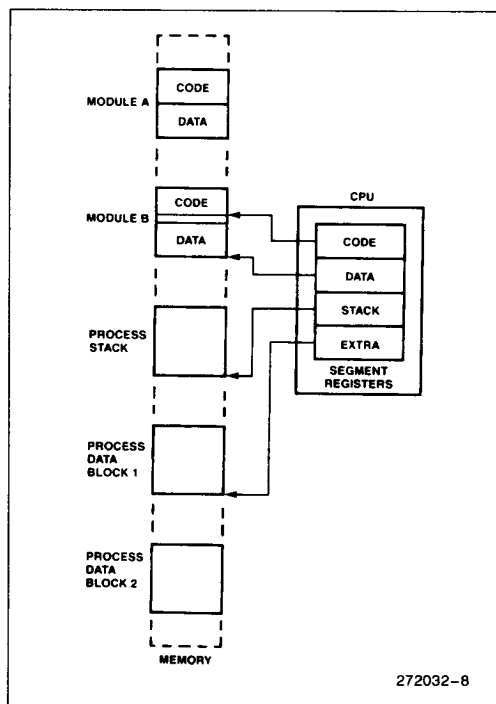 CODE
MODULE A
DATA
CODE
MODULE B
DATA
CPU
CODE
DATA
STACK
EXTRA
SEGMENT
REGISTERS
PROCESS
STACK
PROCESS
DATA
BLOCK 1
PROCESS
DATA
BLOCK 2
MEMORY
272032-8